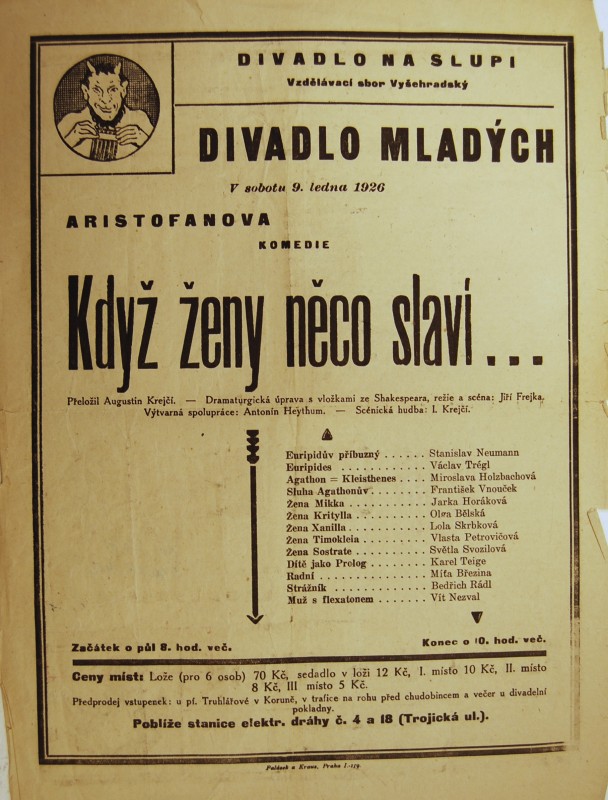 DIVADLO NA SLUPI
Vzdělávací sbor Vyšehradský
DIVADLO MLADÝCH
V sobotu 9. ledna 1926
ARISTOFANOVA
KOMEDIE
Když ženy něco slaví . . .
Přeložil Augustin Krejčí. — Dramaturgická úprava s vložkami ze Shakespeara, režie a scéna: Jiří Frejka.
Výtvarná spolupráce: Antonín Heythum. — Scénická hudba: I. Krejčí.
Euripidův příbuzný . . . . . . Stanislav Neumann
Euripides . . . . . . . . . . . Václav Trégl
Agathon = Kleisthenes . . . . Miroslava Holzbachová
Sluha Agathonův . . . . . . . . František Vnouček
Žena Mikka . . . . . . . . . . Jarka Horáková
Žena Kritylla . . . . . . . . . Olga Bělská
Žena Xanilla . . . . . . . . . . Lola Skrbková
Žena Timokleia . . . . . . . . Vlasta Petrovičová
Žena Sostrate . . . . . . . . . Světla Svozilová
Dítě jako Prolog . . . . . . . . Karel Teige
Radní . . . . . . . . . . . . . Míťa Březina
Strážník . . . . . . . . . . . . Bedřich Rádl
Muž s flexatonem . . . . . . . Vít Nezval
Začátek o půl 8. hod. več.
Konec o 10. hod. več.
Ceny míst: Lože (pro 6 osob) 70 Kč, sedadlo v loži 12 Kč, I. místo 10 Kč, II. místo
8 Kč, III místo 5 Kč.
Předprodej vstupenek: u pí. Truhlářové v Koruně, v trafice na rohu před chudobincem a večer u divadelní
pokladny.
Poblíže stanice elektr. dráhy č. 4 a 18 (Trojická ul.).
Palásek a Kraus, Praha I.-159.